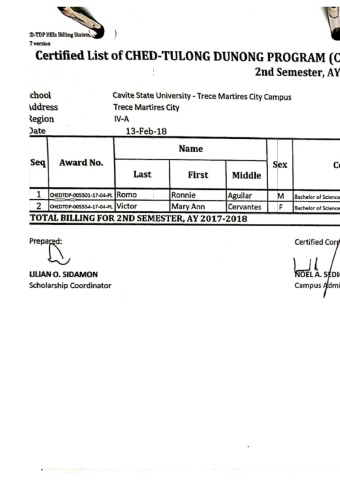 D-TDP HEIs Billing Statem
7 version
Certified List of CHED-TULONG DUNONG PROGRAM (C
2nd Semester, AY
chool Cavite State University - Trece Martires City Campus
Address Trece Martires City
Region IV-A
Date 13-Feb-18
Seq Award No. Name Sex
Last First Middle
1 CHEDTDP-005501-17-04-PL Romo Ronnie Aguilar M Bachelor of Science
2 CHEDTDP-005554-17-04-PL Victor Mary Ann Cervantes F Bachelor of Science
TOTAL BILLING FOR 2ND SEMESTER, AY 2017-2018
Prepared: Certified Corr
LILIAN O. SIDAMON NOEL A. SEDI
Scholarship Coordinator Campus Admi